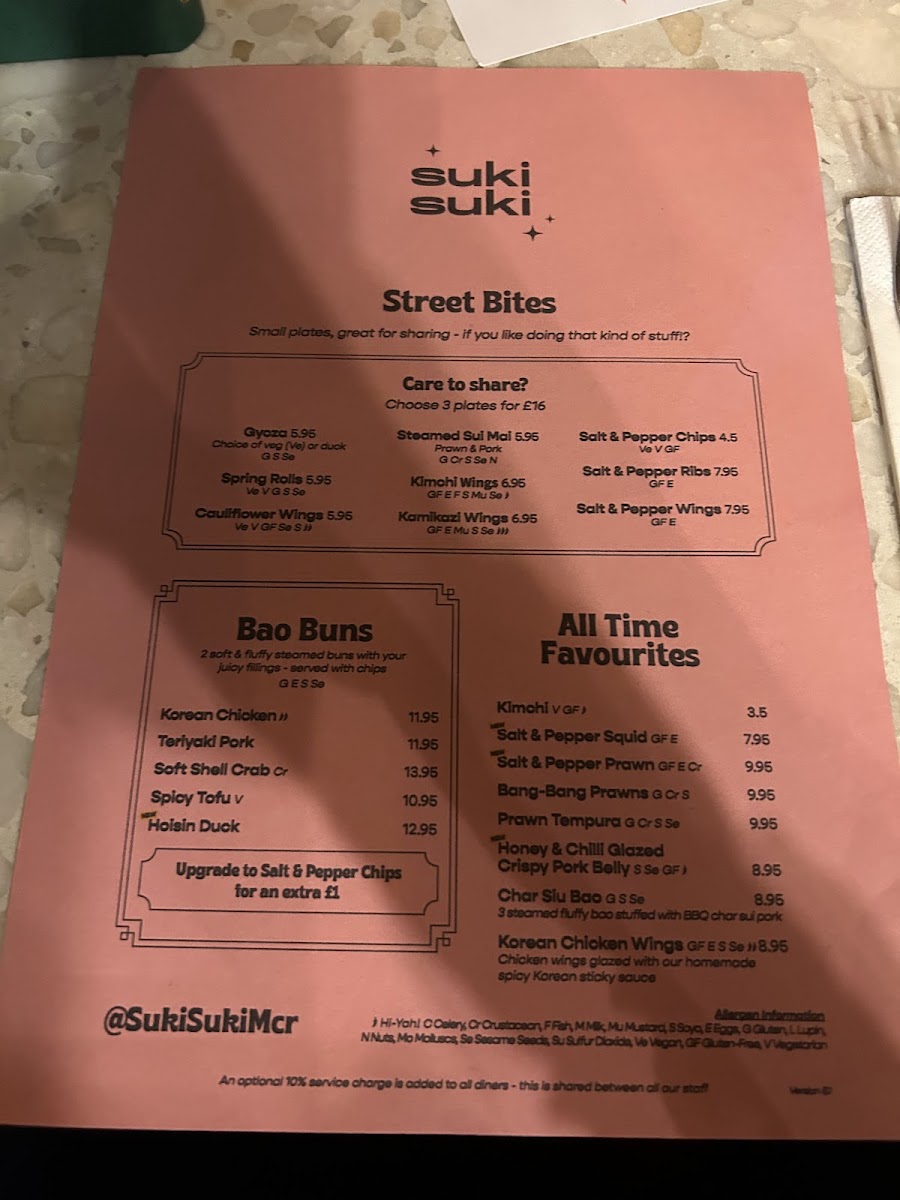 suki
suki
Street Bites
Small plates, great for sharing - if you like doing that kind of stuff!?
Care to share?
Choose 3 plates for £16
Gyoza 5.95
Choice of veg (Ve) or duck
G S Se
Spring Rolls 5.95
Ve V G S Se
Cauliflower Wings 5.95
Ve V GF Se S
Steamed Sui Mai 5.95
Prawn & Pork
G Cr S Se N
Kimchi Wings 6.95
GF E F S Mu Se
Kamikazi Wings 6.95
GF E Mu S Se
Salt & Pepper Chips 4.5
Ve V GF
Salt & Pepper Ribs 7.95
GF E
Salt & Pepper Wings 7.95
GF E
Bao Buns
2 soft & fluffy steamed buns with your
juicy fillings - served with chips
G E S Se
Korean Chicken 11.95
Teriyaki Pork 11.95
Soft Shell Crab Cr 13.95
Spicy Tofu V 10.95
NEW
Hoisin Duck 12.95
Upgrade to Salt & Pepper Chips
for an extra £1
All Time
Favourites
Kimchi V GF 3.5
NEW
Salt & Pepper Squid GF E 7.95
NEW
Salt & Pepper Prawn GF E Cr 9.95
Bang-Bang Prawns G Cr S 9.95
Prawn Tempura G Cr S Se 9.95
NEW
Honey & Chilli Glazed
Crispy Pork Belly S Se GF 8.95
Char Siu Bao G S Se 8.95
3 steamed fluffy bao stuffed with BBQ char sui pork
Korean Chicken Wings GF E S Se 8.95
Chicken wings glazed with our homemade
spicy Korean sticky sauce
@SukiSukiMcr
Allergen Information
Hi-Yah! C Celery, Cr Crustacean, F Fish, M Milk, Mu Mustard, S Soya, E Eggs, G Gluten, L Lupin,
N Nuts, Mo Molluscs, Se Sesame Seeds, Su Sulfur Dioxide, Ve Vegan, GF Gluten-Free, V Vegetarian
An optional 10% service charge is added to all diners - this is shared between all our staff
Version